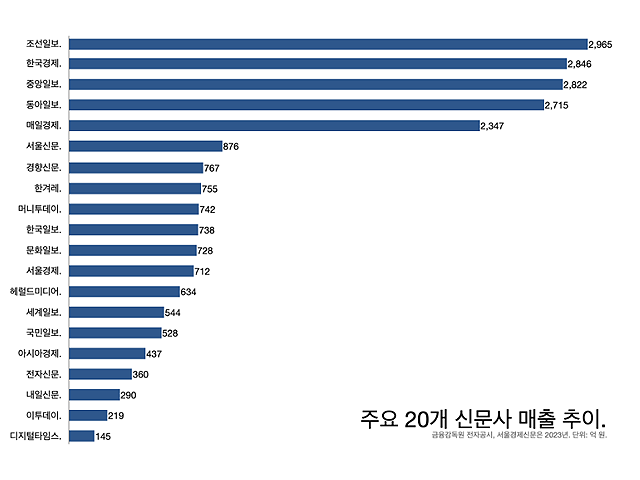 조선일보. 2,965
한국경제. 2,846
중앙일보. 2,822
동아일보. 2,715
매일경제. 2,347
서울신문. 876
경향신문. 767
한겨레. 755
머니투데이. 742
한국일보. 738
문화일보. 728
서울경제. 712
헤럴드미디어. 634
세계일보. 544
국민일보. 528
아시아경제. 437
전자신문. 360
내일신문. 290
이투데이. 219
디지털타임스. 145
주요 20개 신문사 매출 추이.
금융감독원 전자공시, 서울경제신문은 2023년. 단위: 억 원.